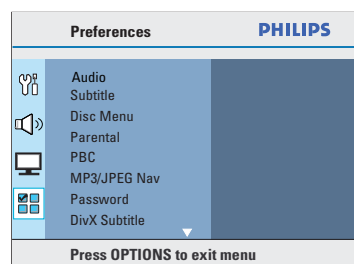 Preferences
PHILIPS
Audio
Subtitle
Disc Menu
Parental
PBC
MP3/JPEG Nav
Password
DivX Subtitle
Press OPTIONS to exit menu